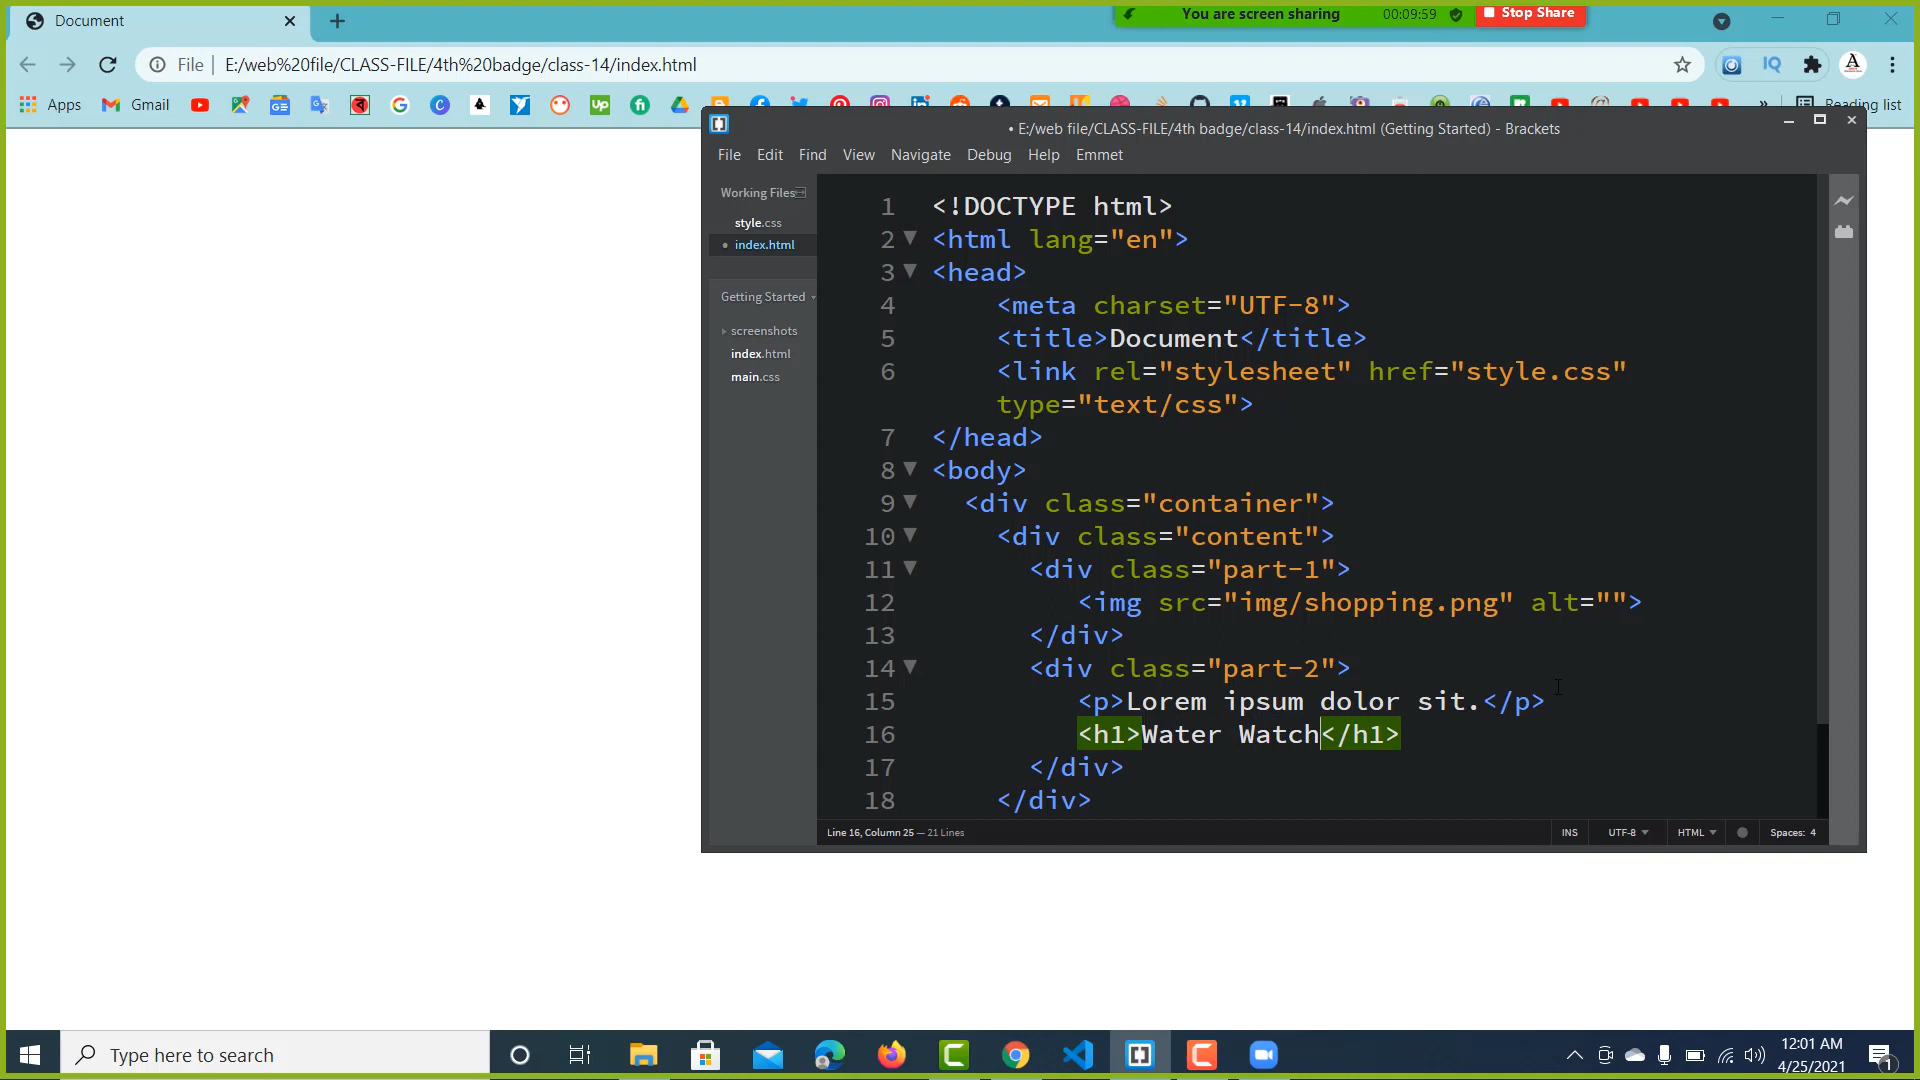 Document
You are screen sharing 00:09:59 Stop Share
File E:/web%20file/CLASS-FILE/4th%20badge/class-14/index.html
Apps Gmail Reading list
• E:/web file/CLASS-FILE/4th badge/class-14/index.html (Getting Started) - Brackets
File Edit Find View Navigate Debug Help Emmet
Working Files
style.css
index.html
Getting Started
screenshots
index.html
main.css
1 <!DOCTYPE html>
2 <html lang="en">
3 <head>
4 <meta charset="UTF-8">
5 <title>Document</title>
6 <link rel="stylesheet" href="style.css"
type="text/css">
7 </head>
8 <body>
9 <div class="container">
10 <div class="content">
11 <div class="part-1">
12 <img src="img/shopping.png" alt="">
13 </div>
14 <div class="part-2">
15 <p>Lorem ipsum dolor sit.</p>
16 <h1>Water Watch</h1>
17 </div>
18 </div>
Line 16, Column 25 — 21 Lines INS UTF-8 HTML Spaces: 4
Type here to search
12:01 AM
4/25/2021
1